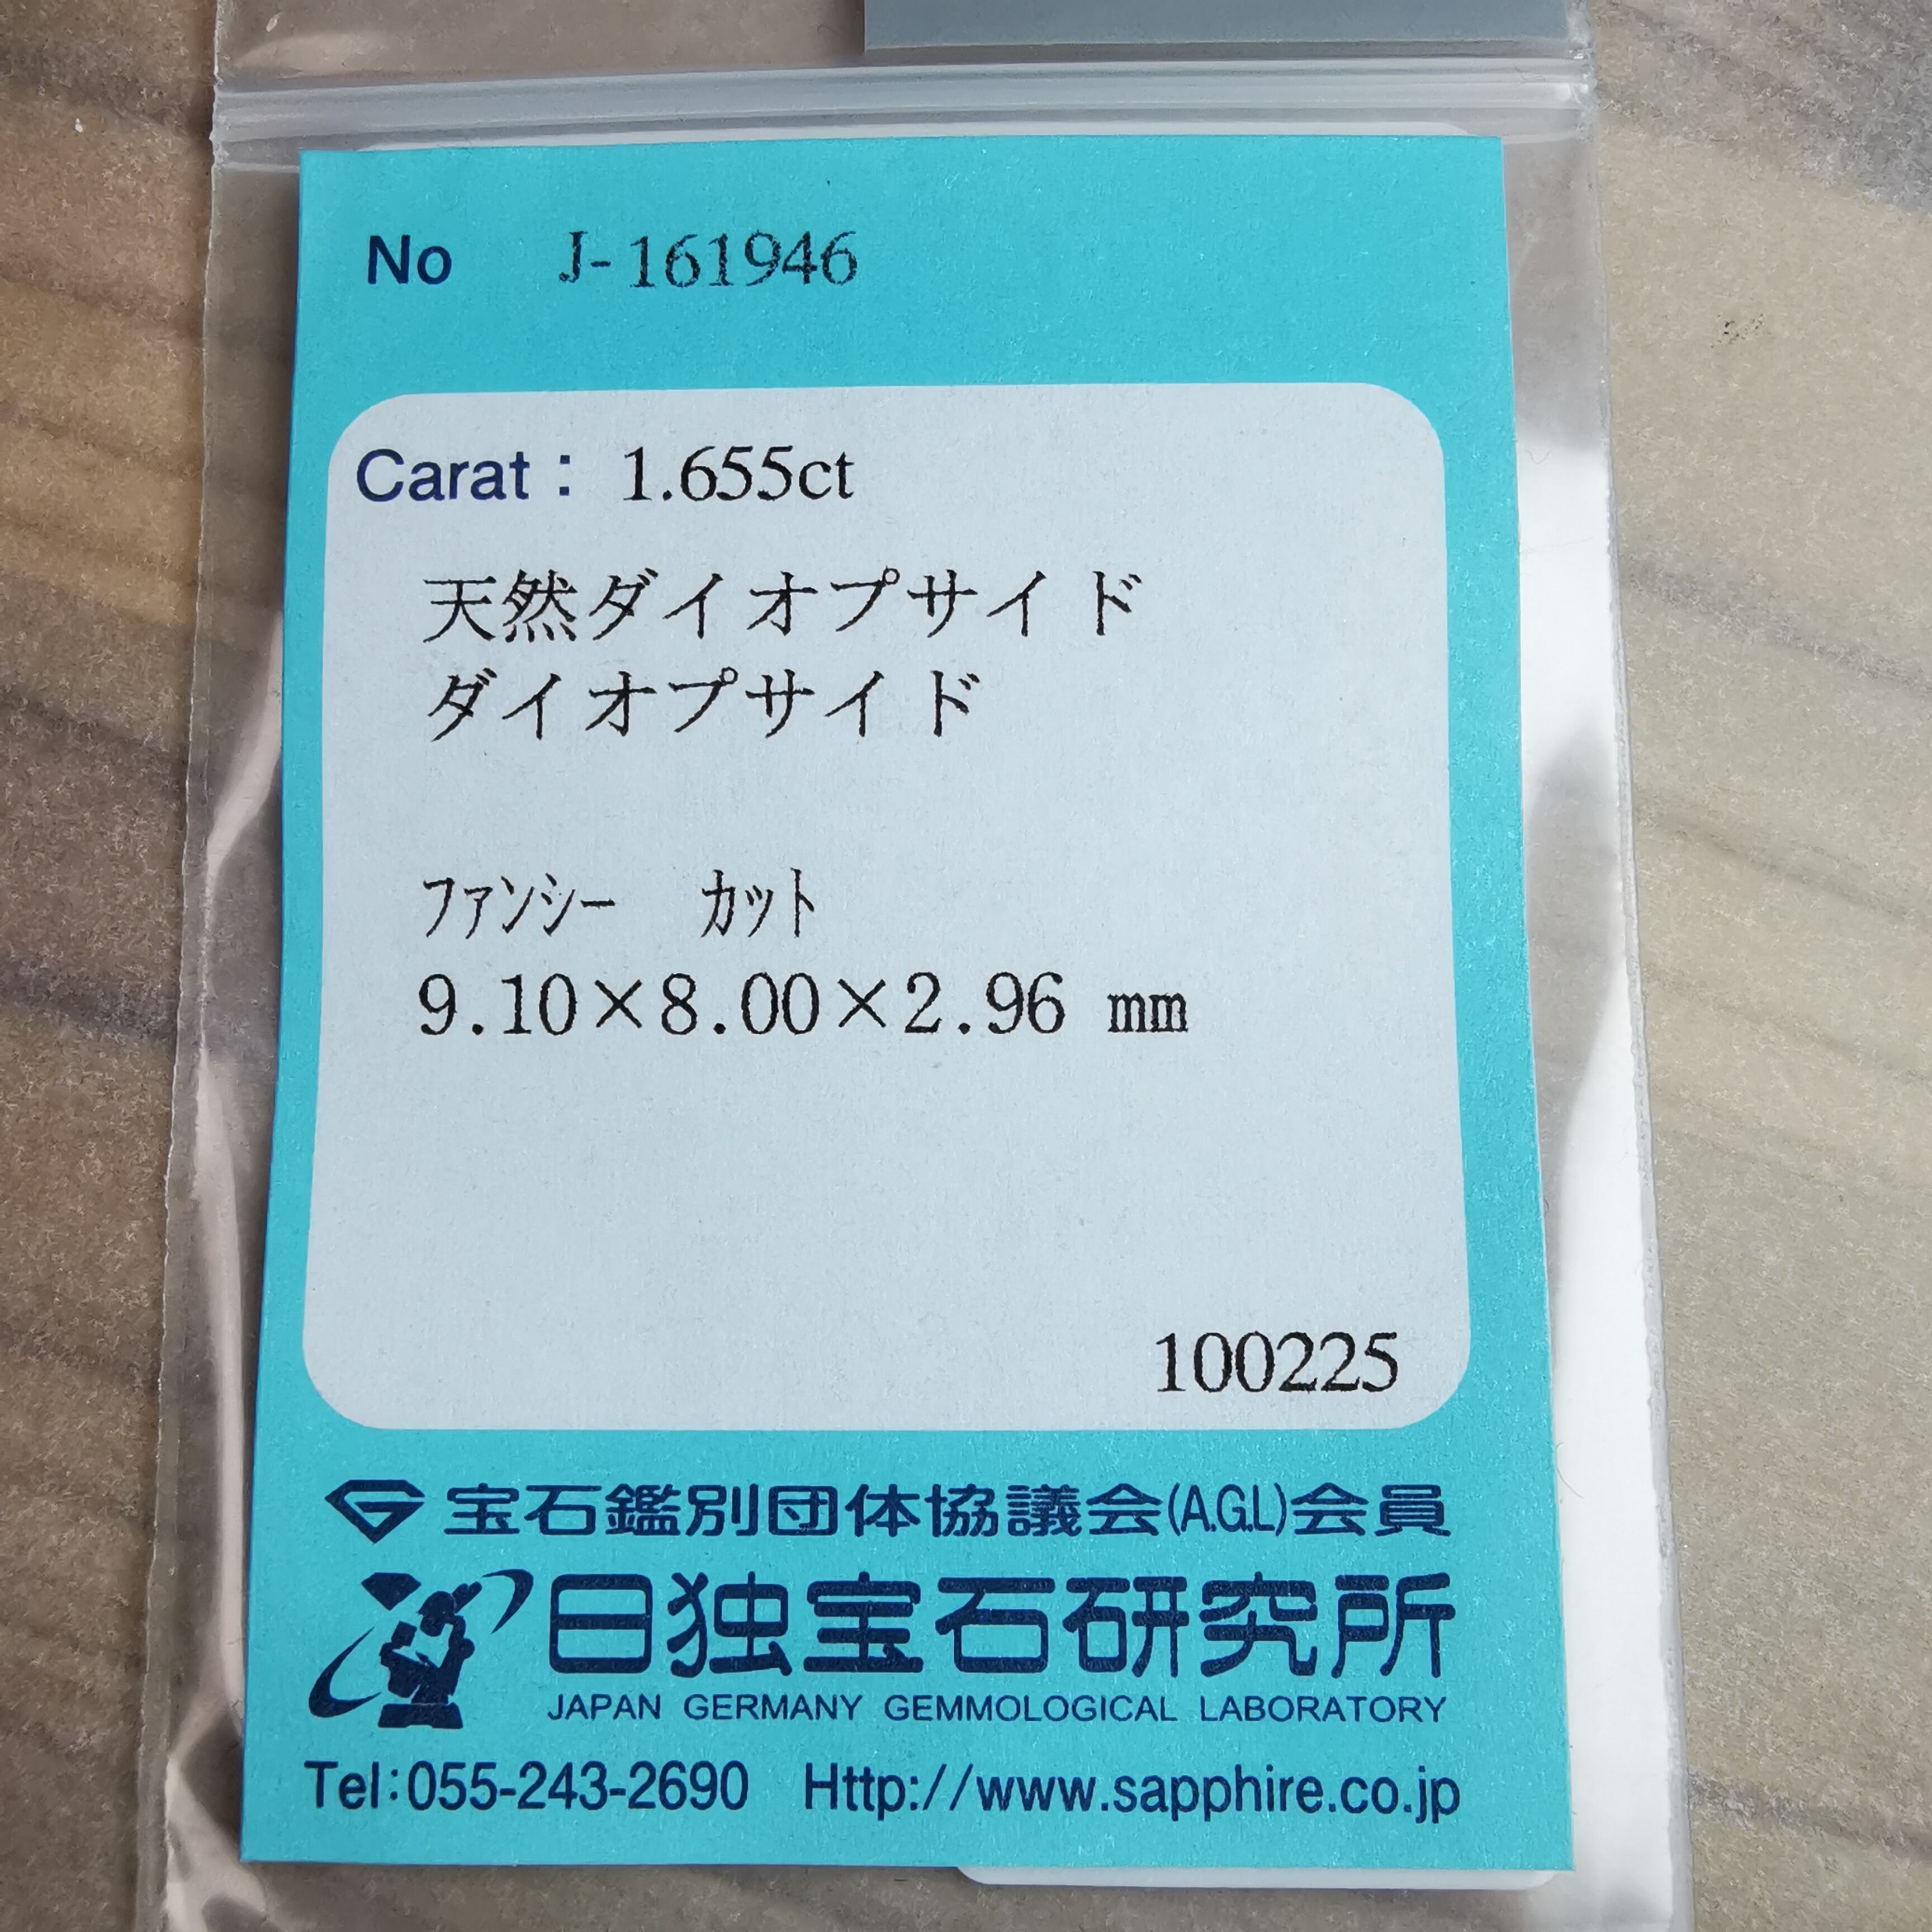 No J-161946
Carat： 1.655ct
天然ダイオプサイド
ダイオプサイド
ﾌｧﾝｼｰ ｶｯﾄ
9.10×8.00×2.96 mm
100225
宝石鑑別団体協議会(A.G.L)会員
日独宝石研究所
JAPAN GERMANY GEMMOLOGICAL LABORATORY
Tel:055-243-2690 Http://www.sapphire.co.jp